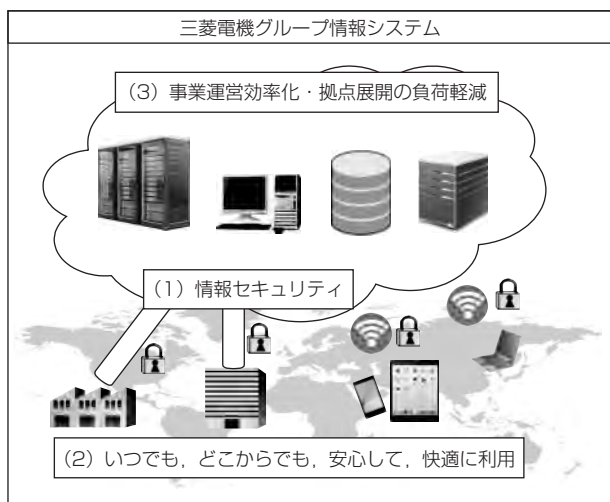 三菱電機グループ情報システム
（3）事業運営効率化・拠点展開の負荷軽減
（1）情報セキュリティ
（2）いつでも，どこからでも，安心して，快適に利用